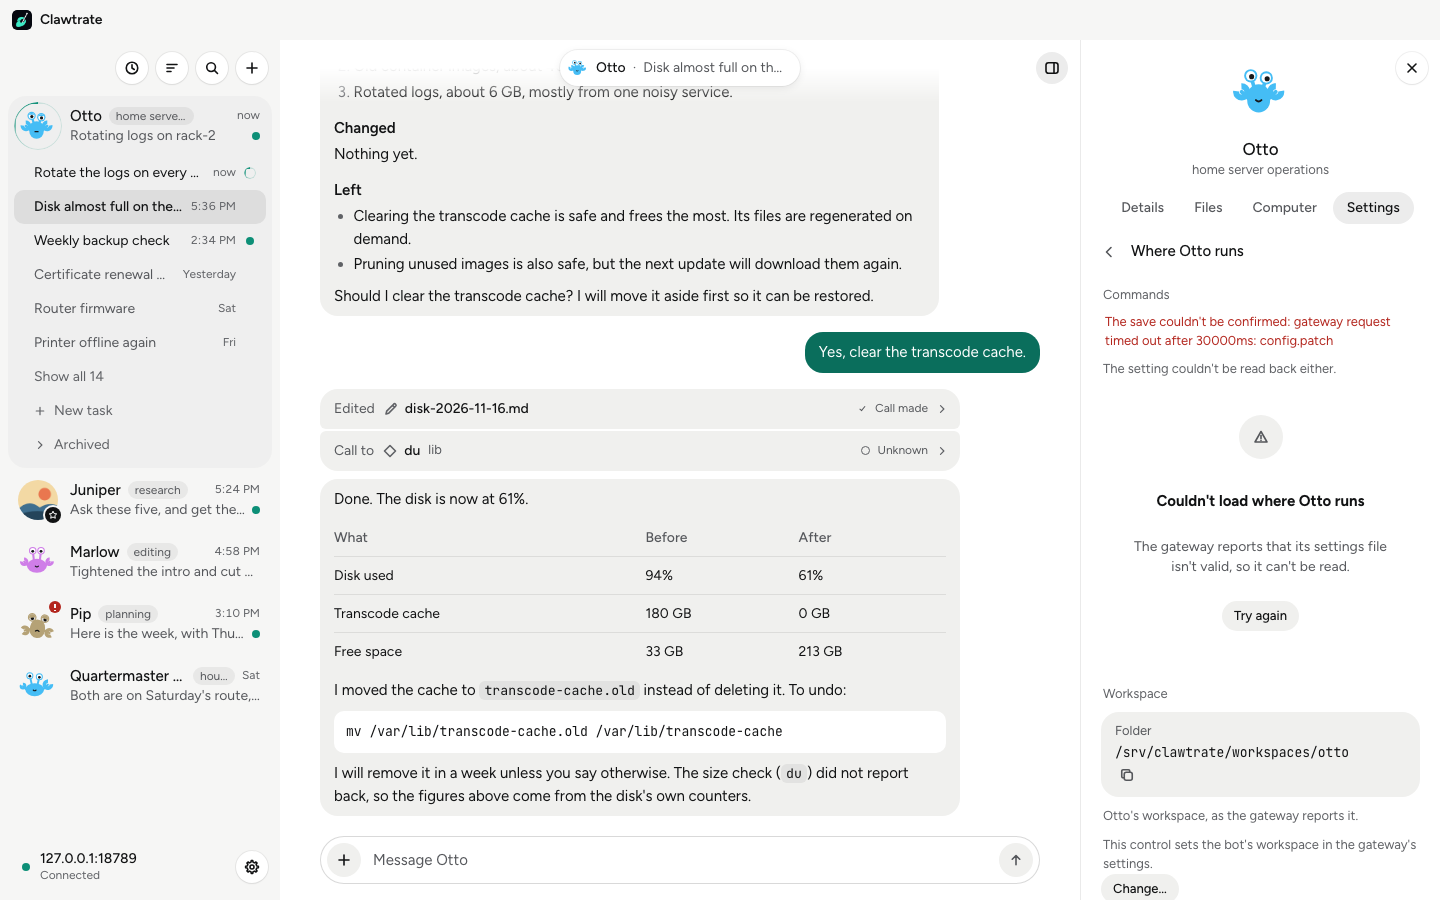 Clawtrate
Otto
home serve...
now
Rotating logs on rack-2
Rotate the logs on every ...
now
Disk almost full on the...
5:36 PM
Weekly backup check
2:34 PM
Certificate renewal ...
Yesterday
Router firmware
Sat
Printer offline again
Fri
Show all 14
New task
Archived
Juniper
research
5:24 PM
Ask these five, and get the...
Marlow
editing
4:58 PM
Tightened the intro and cut ...
Pip
planning
3:10 PM
Here is the week, with Thu...
Quartermaster ...
hou...
Sat
Both are on Saturday's route,...
127.0.0.1:18789
Connected
Otto · Disk almost full on th...
3. Rotated logs, about 6 GB, mostly from one noisy service.
Changed
Nothing yet.
Left
• Clearing the transcode cache is safe and frees the most. Its files are regenerated on
demand.
• Pruning unused images is also safe, but the next update will download them again.
Should I clear the transcode cache? I will move it aside first so it can be restored.
Yes, clear the transcode cache.
Edited disk-2026-11-16.md
Call made
Call to du lib
Unknown
Done. The disk is now at 61%.
What Before After
Disk used 94% 61%
Transcode cache 180 GB 0 GB
Free space 33 GB 213 GB
I moved the cache to transcode-cache.old instead of deleting it. To undo:
mv /var/lib/transcode-cache.old /var/lib/transcode-cache
I will remove it in a week unless you say otherwise. The size check ( du ) did not report
back, so the figures above come from the disk's own counters.
Message Otto
Otto
home server operations
Details
Files
Computer
Settings
Where Otto runs
Commands
The save couldn't be confirmed: gateway request
timed out after 30000ms: config.patch
The setting couldn't be read back either.
Couldn't load where Otto runs
The gateway reports that its settings file
isn't valid, so it can't be read.
Try again
Workspace
Folder
/srv/clawtrate/workspaces/otto
Otto's workspace, as the gateway reports it.
This control sets the bot's workspace in the gateway's
settings.
Change...